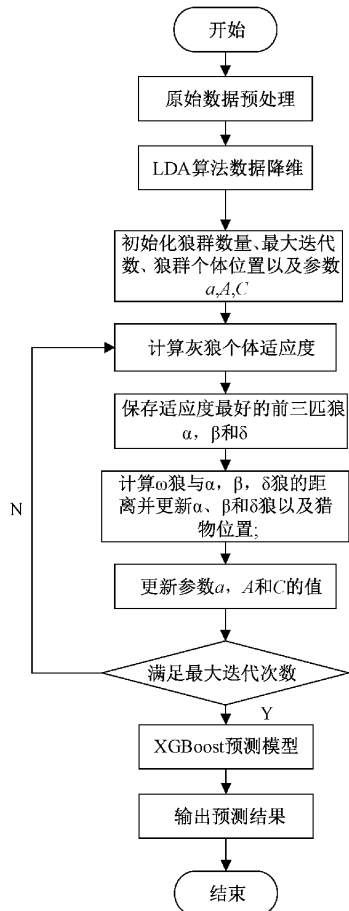 开始
原始数据预处理
LDA算法数据降维
初始化狼群数量、最大迭代
数、狼群个体位置以及参数
a,A,C
计算灰狼个体适应度
保存适应度最好的前三匹狼
α，β和δ
计算ω狼与α，β，δ狼的距
离并更新α、β和δ狼以及猎
物位置;
N
更新参数a，A和C的值
满足最大迭代次数
Y
XGBoost预测模型
输出预测结果
结束